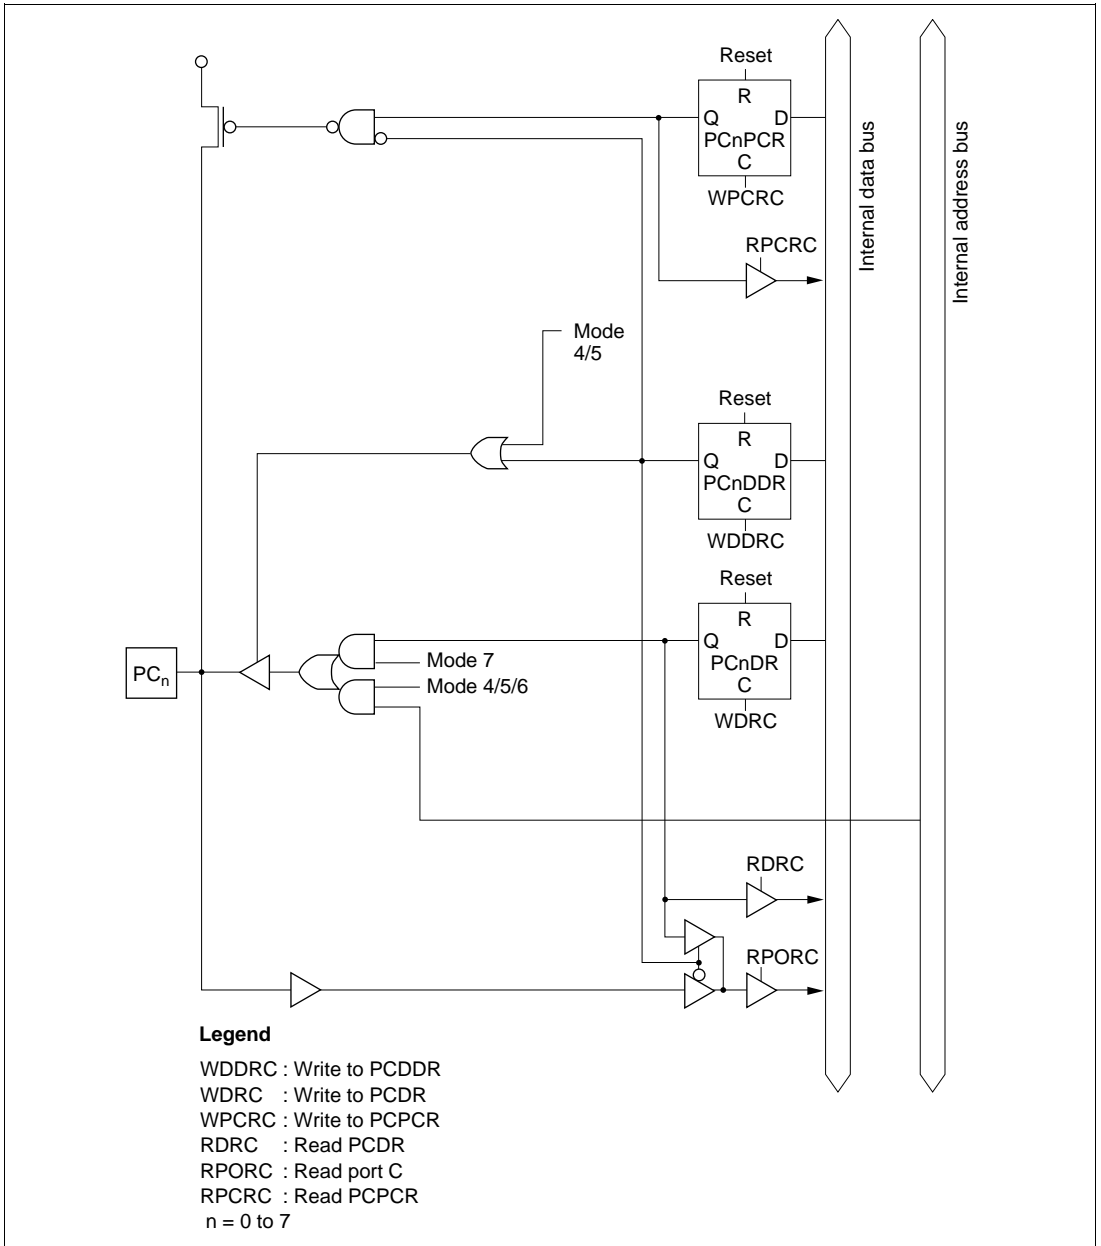 Reset
R
Q D
PCnPCR
C
WPCRC
Internal data bus
Internal address bus
RPCRC
Mode
4/5
Reset
R
Q D
PCnDDR
C
WDDRC
Reset
R
Q D
PCnDR
C
WDRC
PCn
Mode 7
Mode 4/5/6
RDRC
RPORC
Legend
WDDRC : Write to PCDDR
WDRC : Write to PCDR
WPCRC : Write to PCPCR
RDRC : Read PCDR
RPORC : Read port C
RPCRC : Read PCPCR
n = 0 to 7